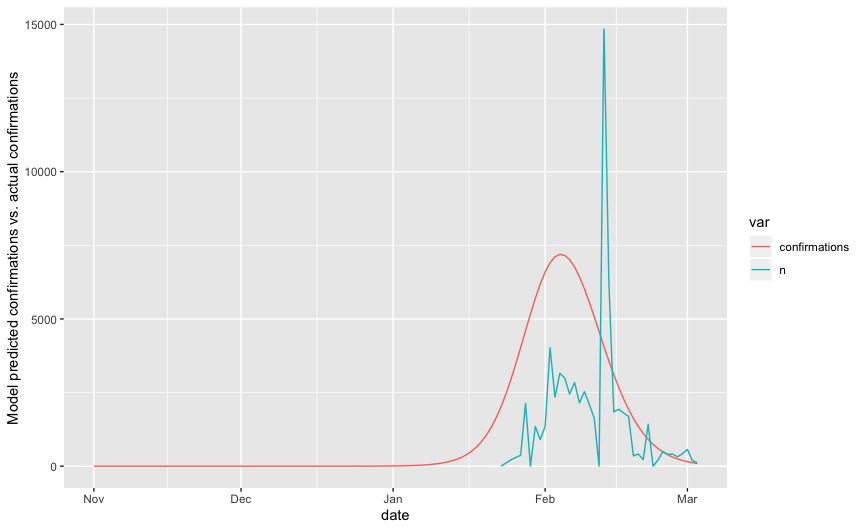 Model predicted confirmations vs. actual confirmations
15000
10000
5000
0
Nov
Dec
Jan
Feb
Mar
date
var
confirmations
n